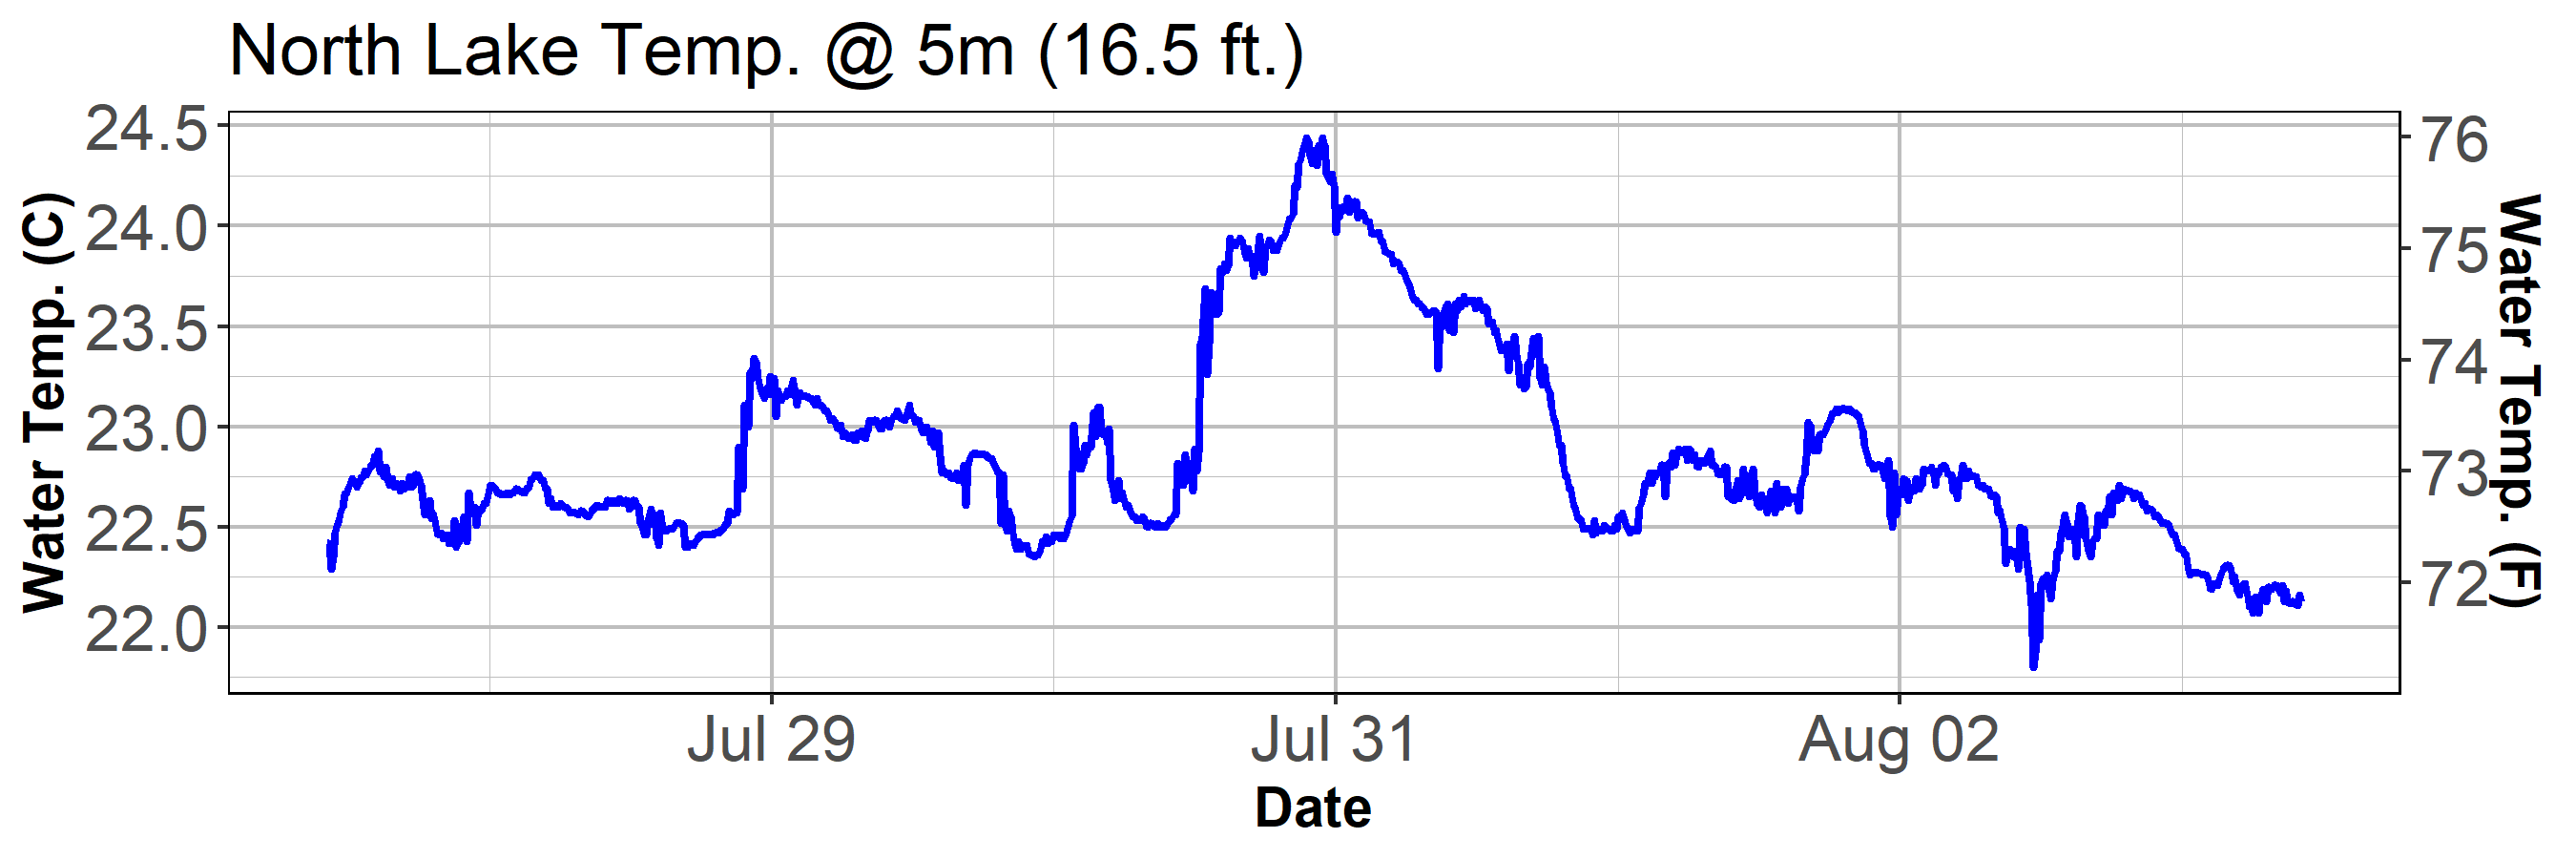 North Lake Temp. @ 5m (16.5 ft.)
Water Temp. (C)
24.5
24.0
23.5
23.0
22.5
22.0
76
75
74
73
72
Water Temp. (F)
Jul 29
Jul 31
Aug 02
Date